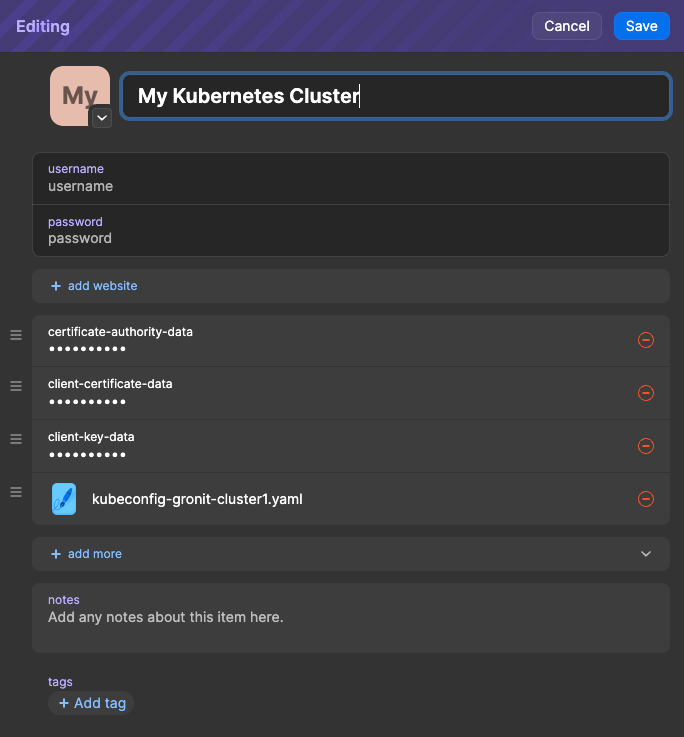 Editing
Cancel
Save
My
My Kubernetes Cluster
username
username
password
password
+ add website
certificate-authority-data
••••••••••
client-certificate-data
••••••••••
client-key-data
••••••••••
kubeconfig-gronit-cluster1.yaml
+ add more
notes
Add any notes about this item here.
tags
+ Add tag